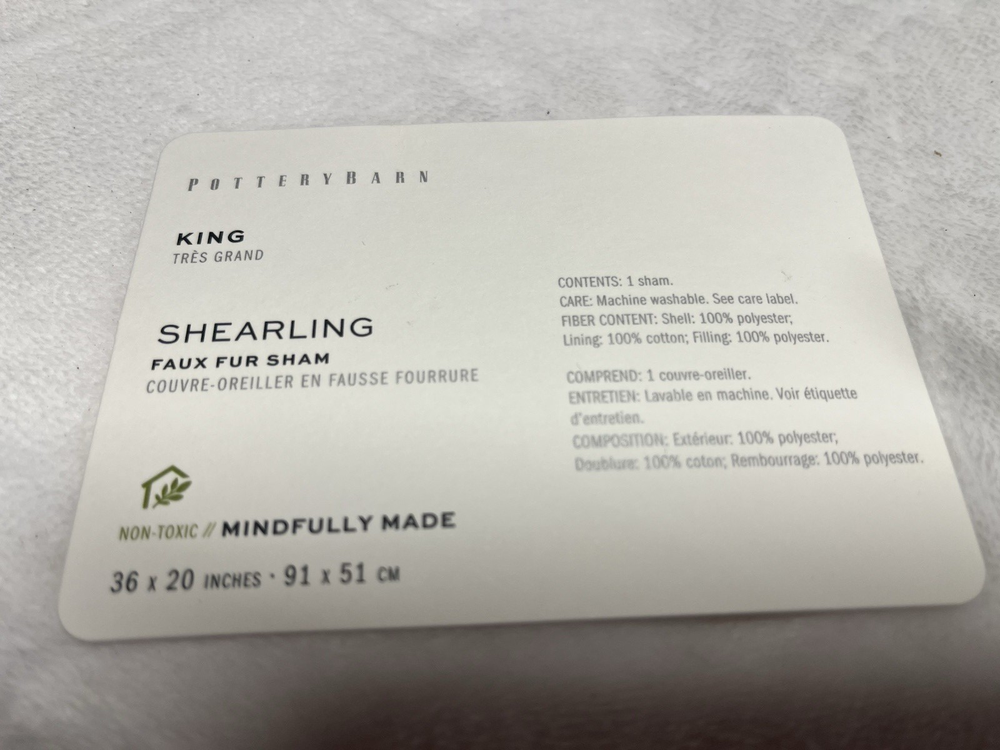 POTTERYBARN
KING
TRÈS GRAND
SHEARLING
FAUX FUR SHAM
COUVRE-OREILLER EN FAUSSE FOURRURE
NON-TOXIC // MINDFULLY MADE
36 x 20 INCHES · 91 x 51 CM
CONTENTS: 1 sham.
CARE: Machine washable. See care label.
FIBER CONTENT: Shell: 100% polyester;
Lining: 100% cotton; Filling: 100% polyester.
COMPREND: 1 couvre-oreiller.
ENTRETIEN: Lavable en machine. Voir étiquette
d'entretien.
COMPOSITION: Extérieur: 100% polyester;
Doublure: 100% coton; Rembourrage: 100% polyester.